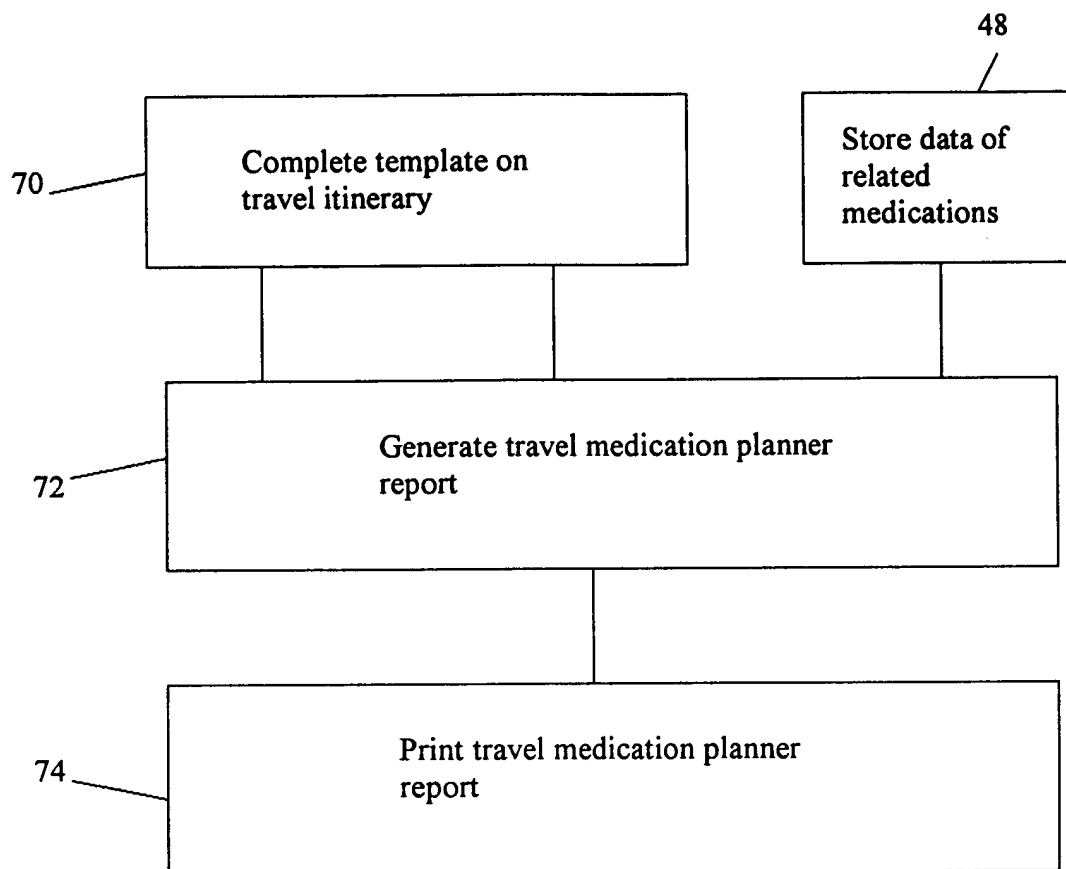 48
70
Complete template on
travel itinerary
Store data of
related
medications
72
Generate travel medication planner
report
74
Print travel medication planner
report